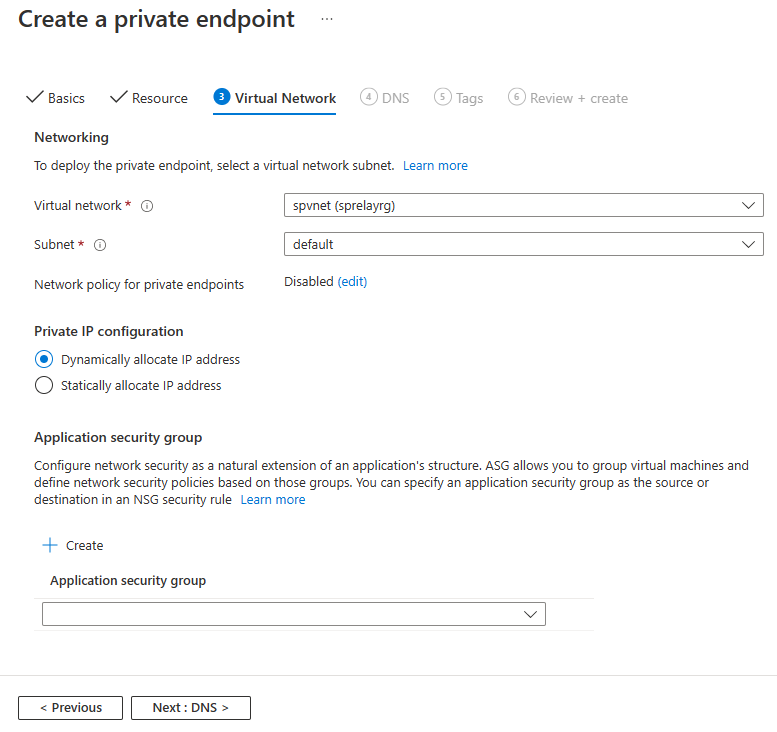 Create a private endpoint ...
Basics Resource 3 Virtual Network 4 DNS 5 Tags 6 Review + create
Networking
To deploy the private endpoint, select a virtual network subnet. Learn more
Virtual network * spvnet (sprelayrg)
Subnet * default
Network policy for private endpoints Disabled (edit)
Private IP configuration
Dynamically allocate IP address
Statically allocate IP address
Application security group
Configure network security as a natural extension of an application's structure. ASG allows you to group virtual machines and
define network security policies based on those groups. You can specify an application security group as the source or
destination in an NSG security rule Learn more
+ Create
Application security group
< Previous Next : DNS >